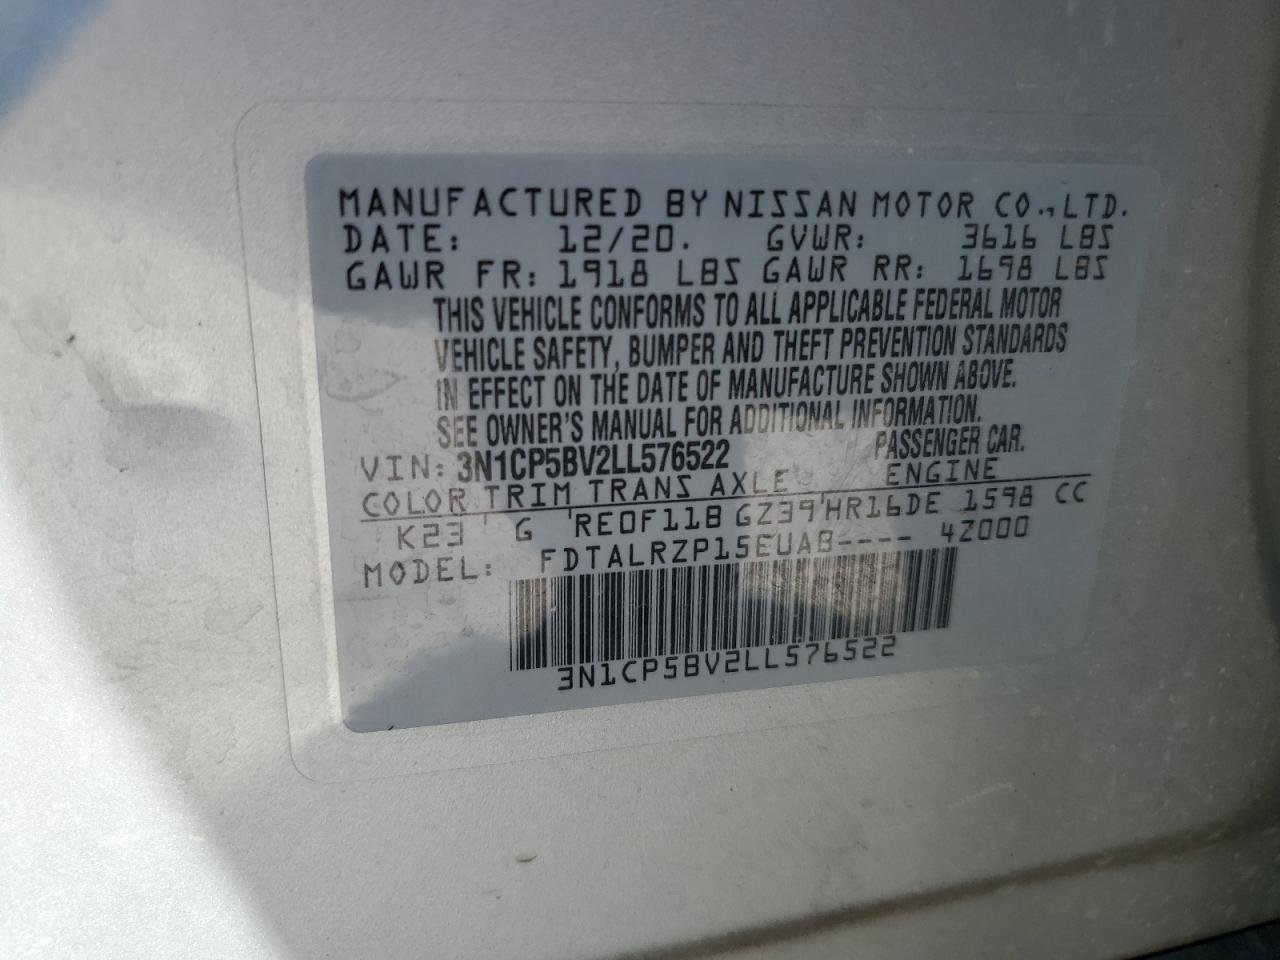 MANUFACTURED BY NISSAN MOTOR CO., LTD.
DATE: 12/20. GVWR: 3616 LBS
GAWR FR: 1918 LBS GAWR RR: 1698 LBS
THIS VEHICLE CONFORMS TO ALL APPLICABLE FEDERAL MOTOR
VEHICLE SAFETY, BUMPER AND THEFT PREVENTION STANDARDS
IN EFFECT ON THE DATE OF MANUFACTURE SHOWN ABOVE.
SEE OWNER'S MANUAL FOR ADDITIONAL INFORMATION.
VIN: 3N1CP5BV2LL576522 PASSENGER CAR.
COLOR TRIM TRANS AXLE ENGINE
K23 G RE0F11B GZ39 HR16DE 1598 CC
MODEL: FDTALRZP15EUAB---- 4Z000
3N1CP5BV2LL576522